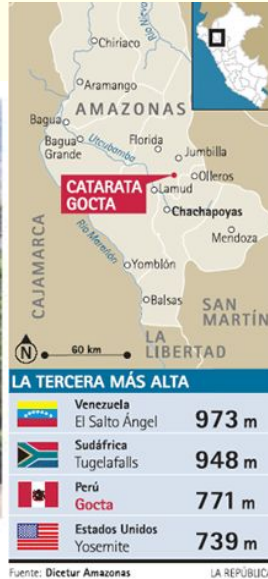 Río Nieva
Chiriaco
Aramango
AMAZONAS
Bagua
Bagua Grande
Utcubamba
Florida
Jumbilla
Olleros
CATARATA
GOCTA
Lamud
Chachapoyas
Mendoza
CAJAMARCA
Río Marañón
Yomblón
Balsas
SAN
MARTÍN
LA
LIBERTAD
N
60 km
LA TERCERA MÁS ALTA
Venezuela
El Salto Ángel
973 m
Sudáfrica
Tugelafalls
948 m
Perú
Gocta
771 m
Estados Unidos
Yosemite
739 m
Fuente: Dicetur Amazonas
LA REPÚBLICA